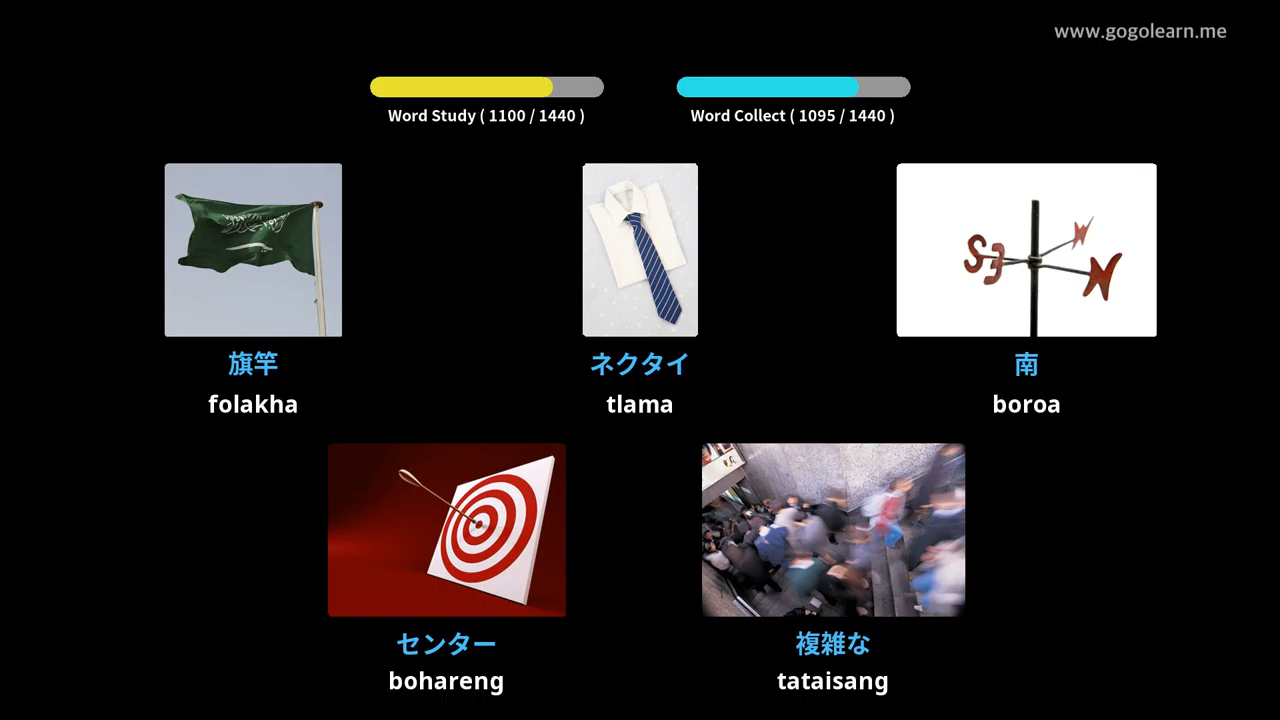 www.gogolearn.me
Word Study ( 1100 / 1440 )
Word Collect ( 1095 / 1440 )
旗竿
folakha
ネクタイ
tlama
南
boroa
センター
bohareng
複雑な
tataisang